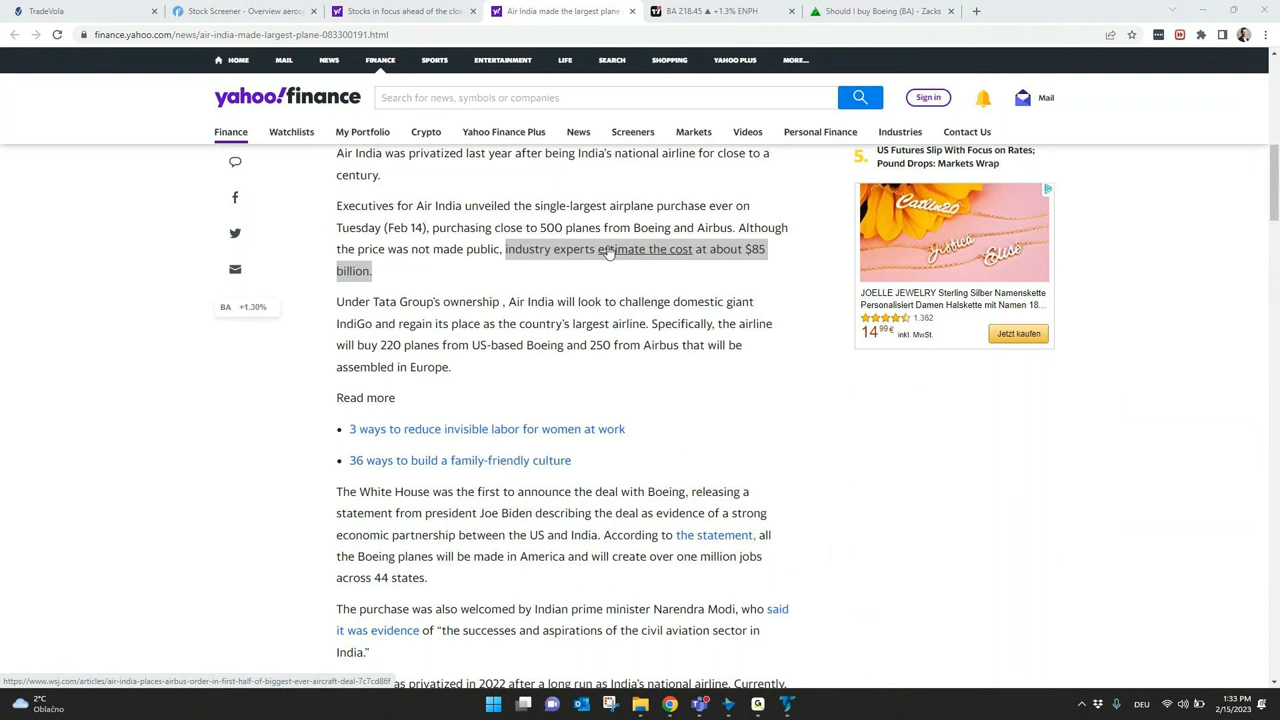 TradeVola
Stock Screener - Overview aeros
Stocks in focus ahead of the clos
Air India made the largest plane
BA 218.45 ▲ +1.3% ENPH
Should I buy Boeing (BA) - Zacks
finance.yahoo.com/news/air-india-made-largest-plane-083300191.html
HOME
MAIL
NEWS
FINANCE
SPORTS
ENTERTAINMENT
LIFE
SEARCH
SHOPPING
YAHOO PLUS
MORE...
yahoo!finance
Search for news, symbols or companies
Sign in
Mail
Finance
Watchlists
My Portfolio
Crypto
Yahoo Finance Plus
News
Screeners
Markets
Videos
Personal Finance
Industries
Contact Us
Air India was privatized last year after being India's national airline for close to a
century.
Executives for Air India unveiled the single-largest airplane purchase ever on
Tuesday (Feb 14), purchasing close to 500 planes from Boeing and Airbus. Although
the price was not made public, industry experts estimate the cost at about $85
billion.
BA +1.30%
Under Tata Group's ownership , Air India will look to challenge domestic giant
IndiGo and regain its place as the country's largest airline. Specifically, the airline
will buy 220 planes from US-based Boeing and 250 from Airbus that will be
assembled in Europe.
Read more
• 3 ways to reduce invisible labor for women at work
• 36 ways to build a family-friendly culture
The White House was the first to announce the deal with Boeing, releasing a
statement from president Joe Biden describing the deal as evidence of a strong
economic partnership between the US and India. According to the statement, all
the Boeing planes will be made in America and will create over one million jobs
across 44 states.
The purchase was also welcomed by Indian prime minister Narendra Modi, who said
it was evidence of “the successes and aspirations of the civil aviation sector in
India.”
was privatized in 2022 after a long run as India's national airline. Currently,
5.
US Futures Slip With Focus on Rates;
Pound Drops: Markets Wrap
Caitlin20
Jessica
Elise
JOELLE JEWELRY Sterling Silber Namenskette
Personalisiert Damen Halskette mit Namen 18...
1.362
14 99€ inkl. MwSt.
Jetzt kaufen
https://www.wsj.com/articles/air-india-places-airbus-order-in-first-half-of-biggest-ever-aircraft-deal-7c7cd86f
2°C
Oblačno
DEU
1:33 PM
2/15/2023